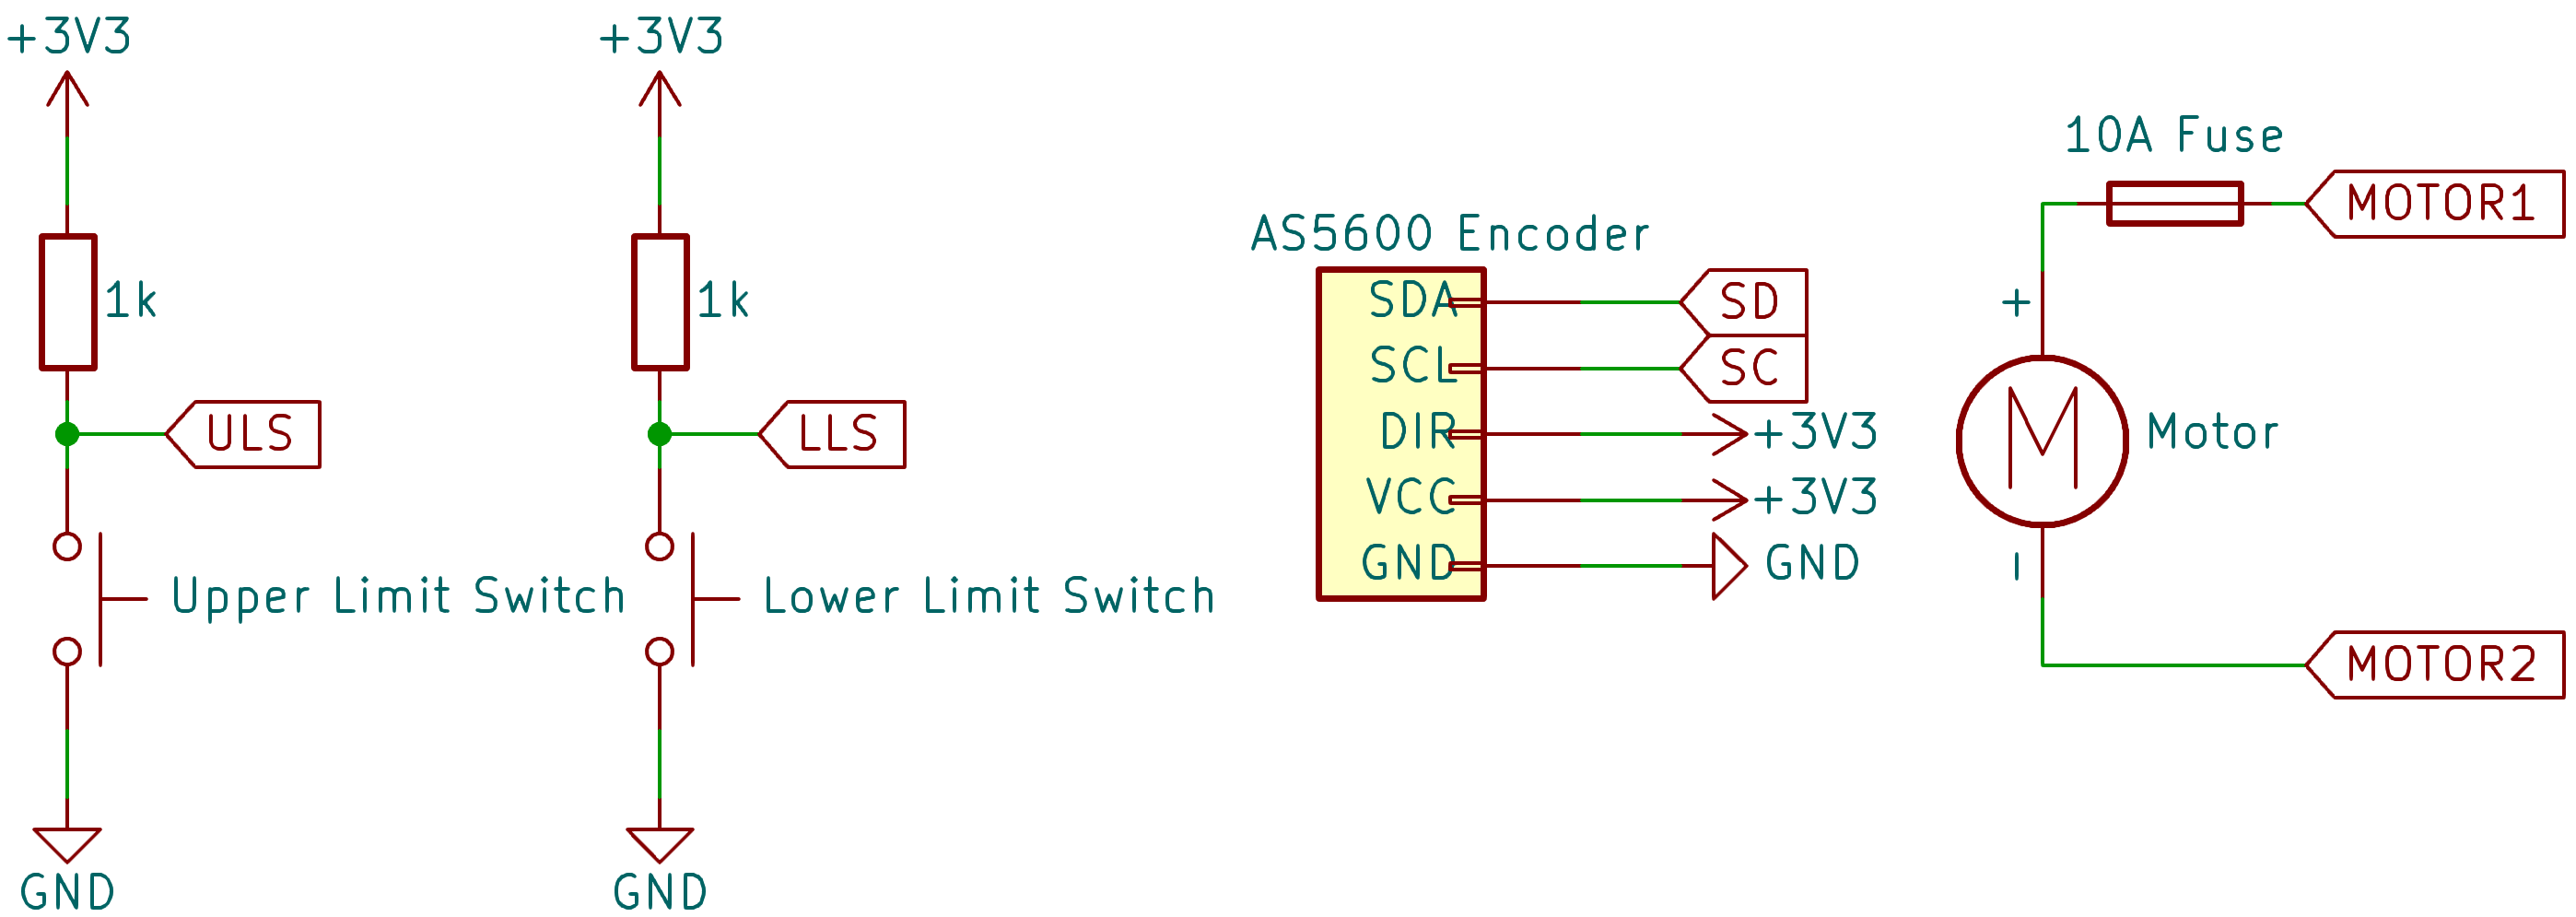 +3V3
1k
ULS
Upper Limit Switch
GND
+3V3
1k
LLS
Lower Limit Switch
GND
AS5600 Encoder
SDA
SD
SCL
SC
DIR
+3V3
VCC
+3V3
GND
GND
10A Fuse
MOTOR1
+
M
Motor
-
MOTOR2